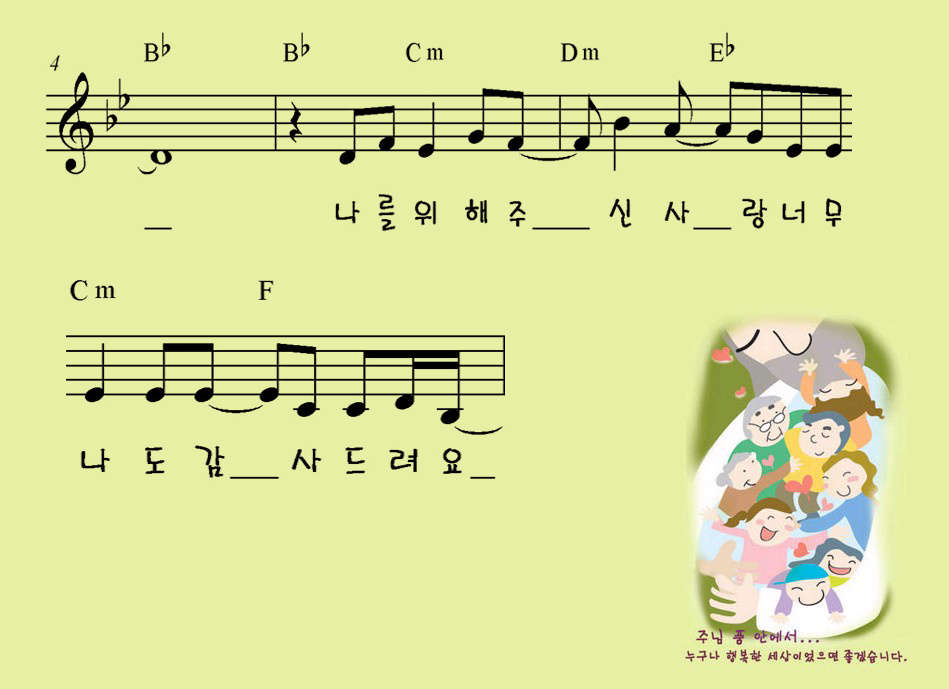 4 B♭ B♭ Cm Dm E♭
_ 나 를 위 해 주___ 신 사__ 랑 너 무
Cm F
나 도 감___ 사 드 려 요_
주님 품 안에서...
누구나 행복한 세상이었으면 좋겠습니다.